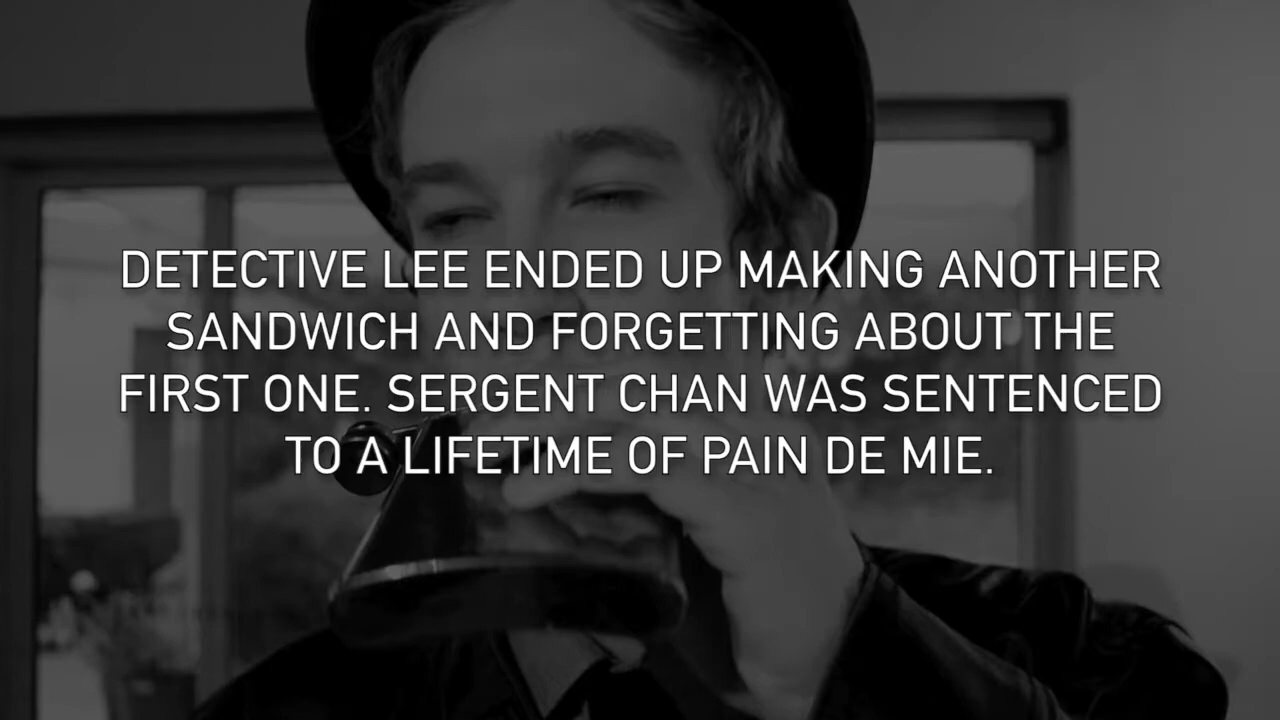 DETECTIVE LEE ENDED UP MAKING ANOTHER
SANDWICH AND FORGETTING ABOUT THE
FIRST ONE. SERGENT CHAN WAS SENTENCED
TO A LIFETIME OF PAIN DE MIE.